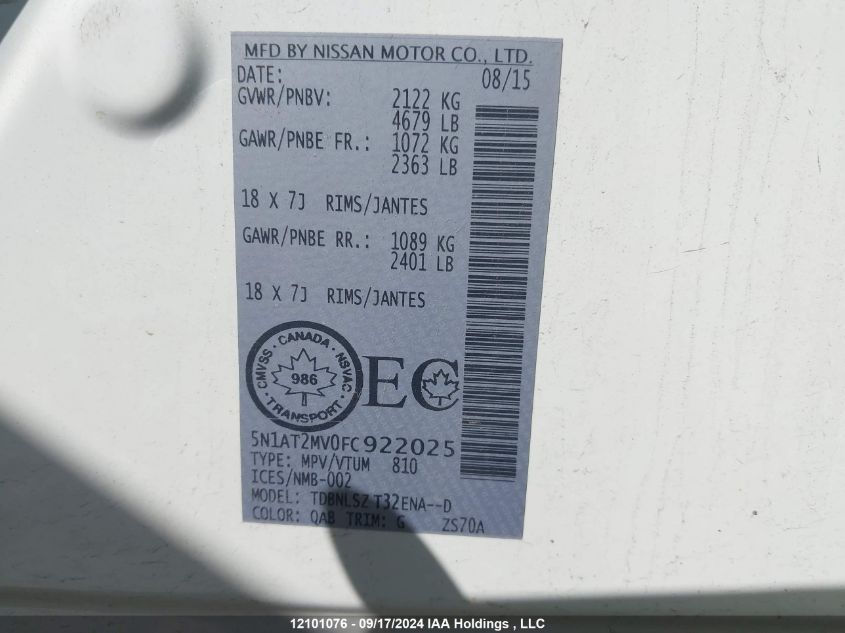 MFD BY NISSAN MOTOR CO., LTD.
DATE: 08/15
GVWR/PNBV: 2122 KG
4679 LB
GAWR/PNBE FR.: 1072 KG
2363 LB
18 X 7J RIMS/JANTES
GAWR/PNBE RR.: 1089 KG
2401 LB
18 X 7J RIMS/JANTES
CMVSS · CANADA · NSVAC · TRANSPORT ·
986
EC
5N1AT2MV0FC922025
TYPE: MPV/VTUM 810
ICES/NMB-002
MODEL: TDBNLSZ T32ENA--D
COLOR: QAB TRIM: G ZS70A
12101076 - 09/17/2024 IAA Holdings , LLC